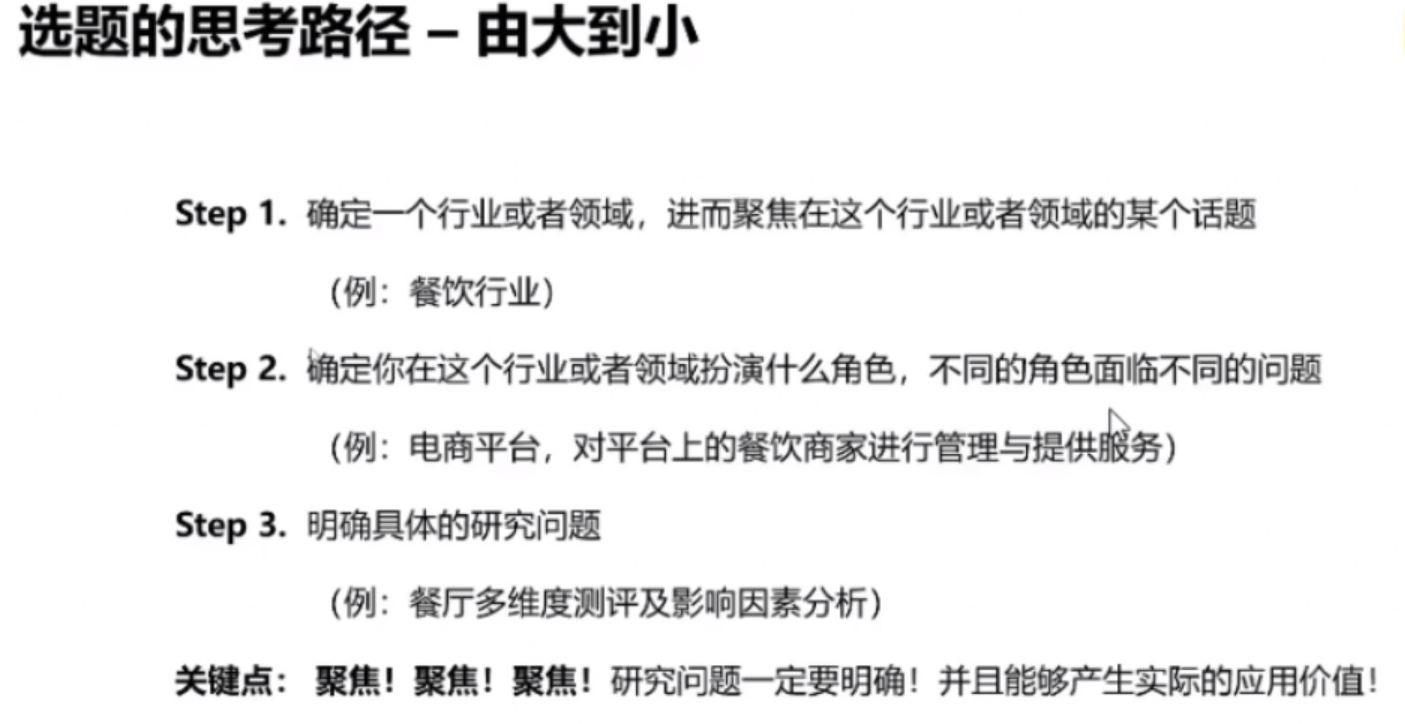 选题的思考路径 – 由大到小
Step 1. 确定一个行业或者领域，进而聚焦在这个行业或者领域的某个话题
（例：餐饮行业）
Step 2. 确定你在这个行业或者领域扮演什么角色，不同的角色面临不同的问题
（例：电商平台，对平台上的餐饮商家进行管理与提供服务）
Step 3. 明确具体的研究问题
（例：餐厅多维度测评及影响因素分析）
关键点： 聚焦！聚焦！聚焦！研究问题一定要明确！并且能够产生实际的应用价值！